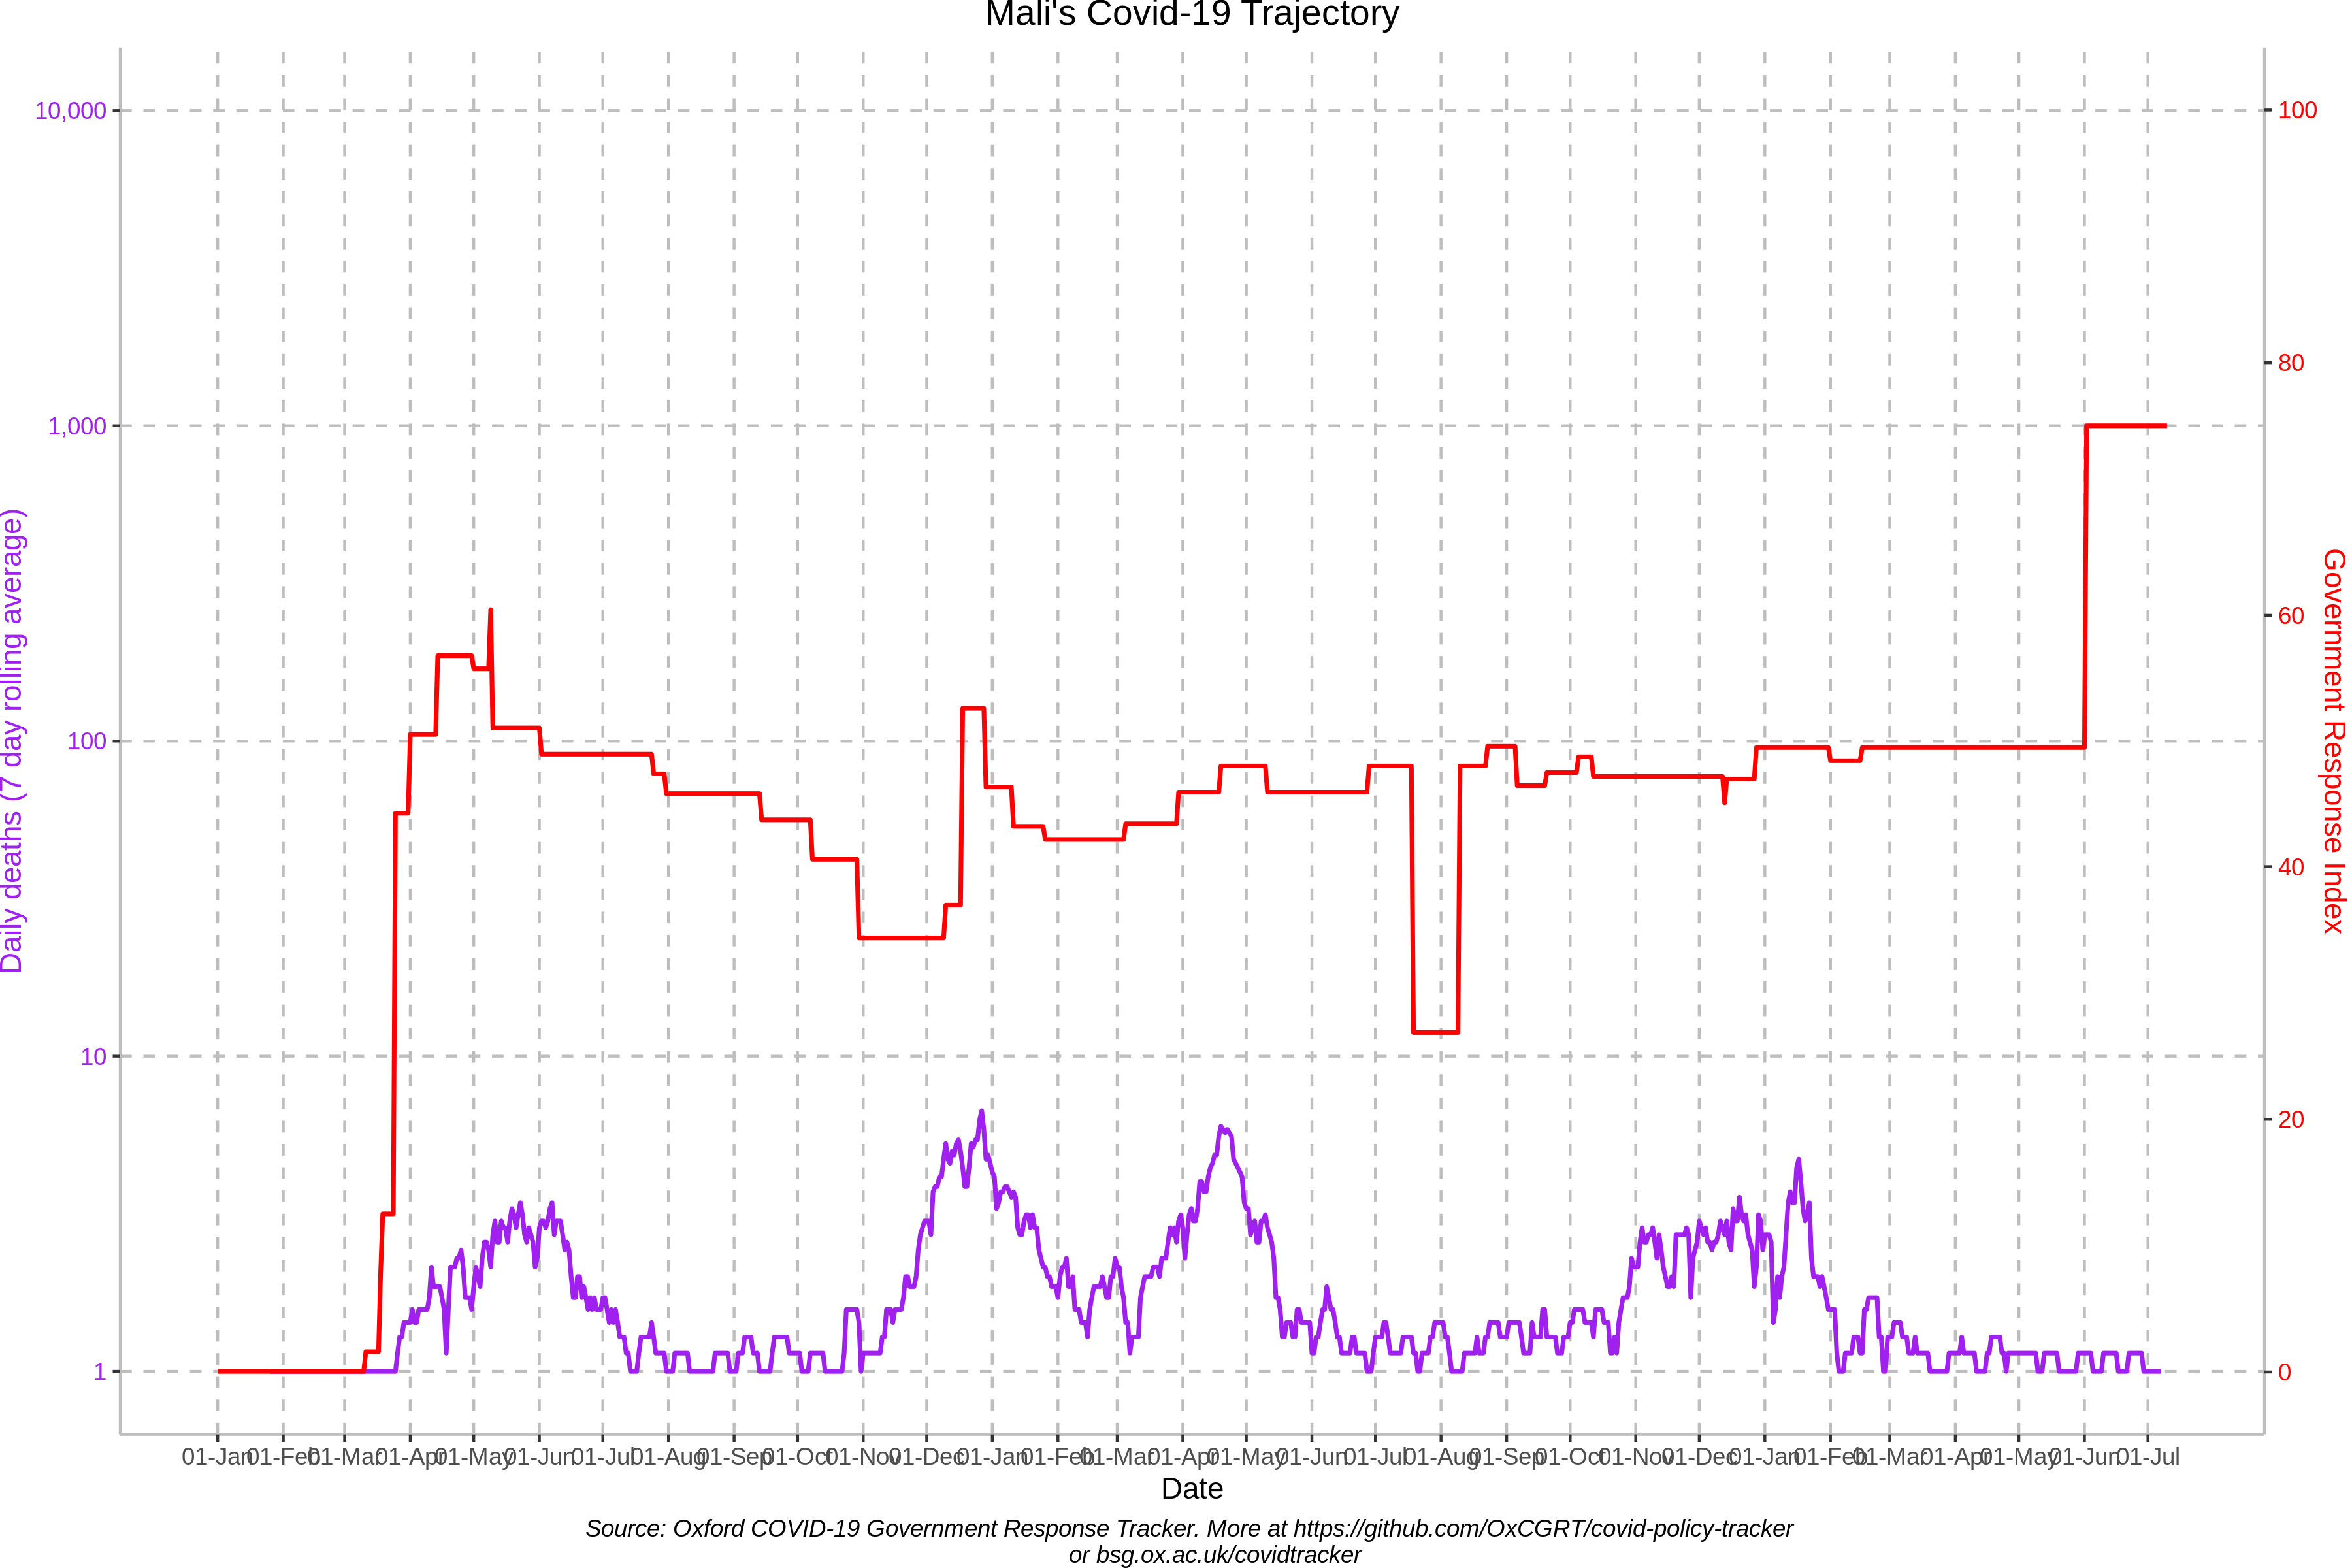 Mali's Covid-19 Trajectory
10,000
1,000
100
10
1
Daily deaths (7 day rolling average)
100
80
60
40
20
0
Government Response Index
01-Jan 01-Feb 01-Mar 01-Apr 01-May 01-Jun 01-Jul 01-Aug 01-Sep 01-Oct 01-Nov 01-Dec 01-Jan 01-Feb 01-Mar 01-Apr 01-May 01-Jun 01-Jul 01-Aug 01-Sep 01-Oct 01-Nov 01-Dec 01-Jan 01-Feb 01-Mar 01-Apr 01-May 01-Jun 01-Jul
Date
Source: Oxford COVID-19 Government Response Tracker. More at https://github.com/OxCGRT/covid-policy-tracker
or bsg.ox.ac.uk/covidtracker